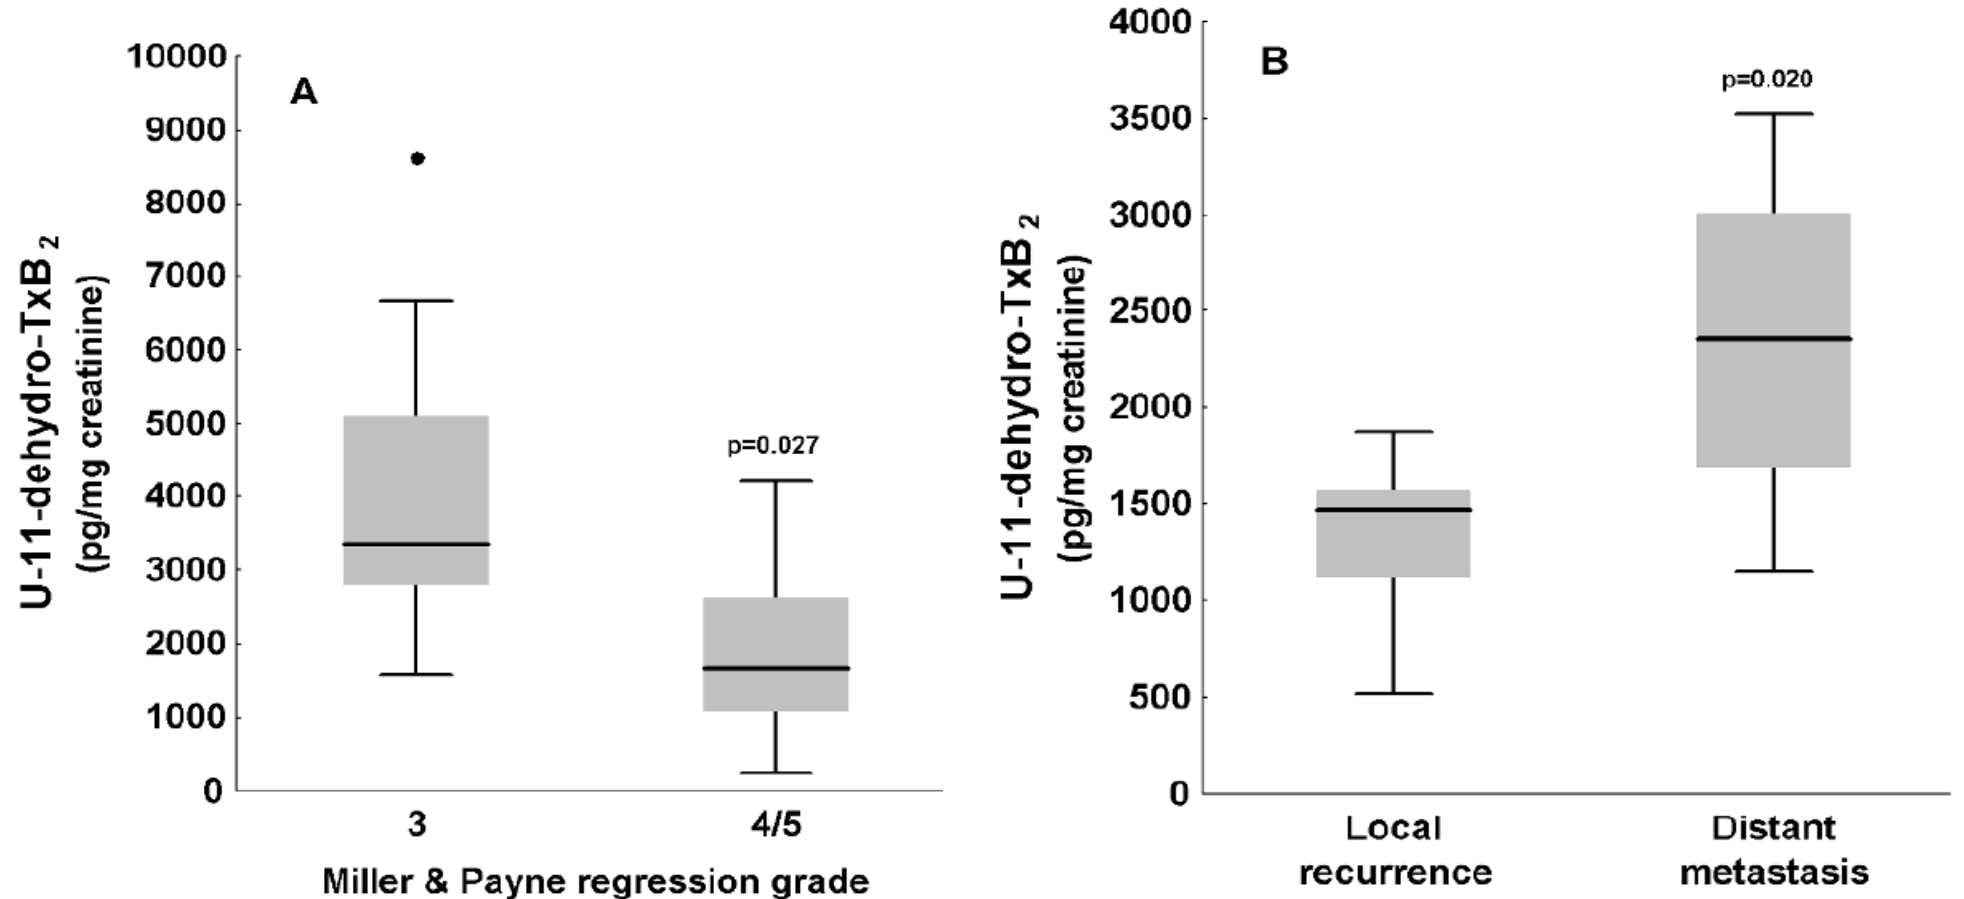 A
10000
9000
8000
7000
6000
5000
4000
3000
2000
1000
0
U-11-dehydro-TxB2
(pg/mg creatinine)
p=0.027
3
4/5
Miller & Payne regression grade
B
4000
3500
3000
2500
2000
1500
1000
500
0
U-11-dehydro-TxB2
(pg/mg creatinine)
p=0.020
Local
recurrence
Distant
metastasis